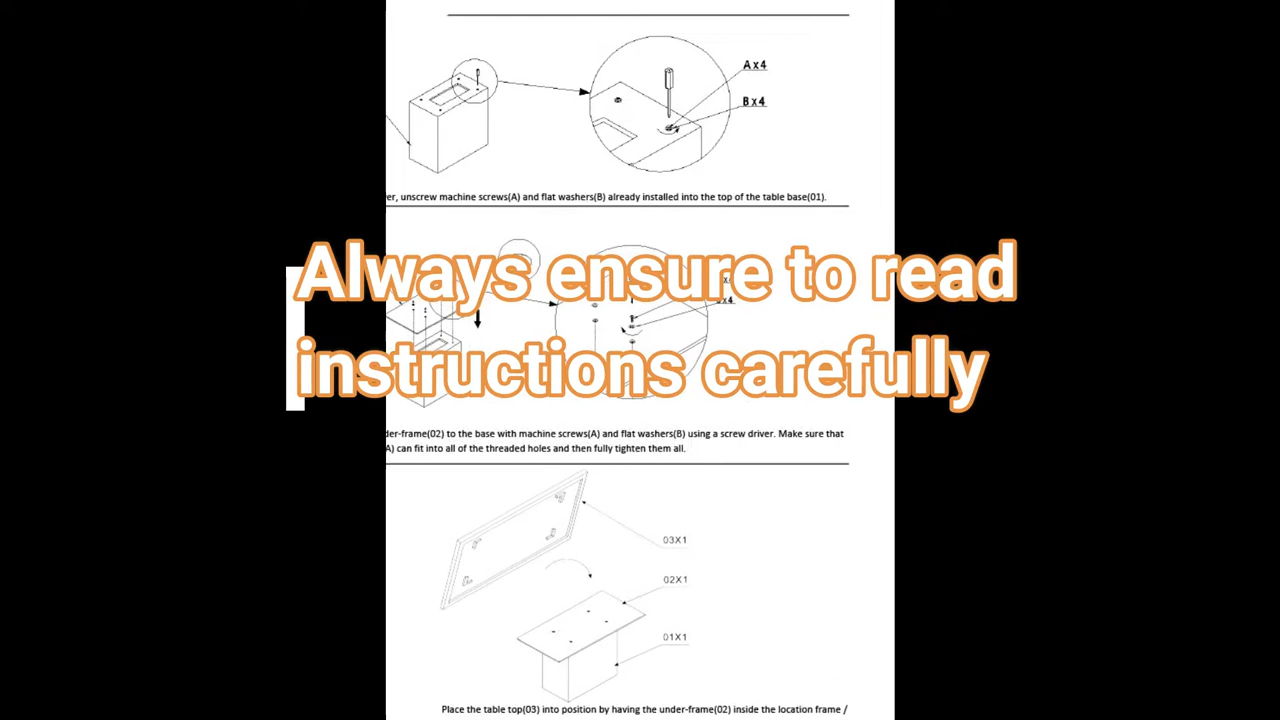 A x 4
B x 4
er, unscrew machine screws(A) and flat washers(B) already installed into the top of the table base(01).
Always ensure to read
instructions carefully
der-frame(02) to the base with machine screws(A) and flat washers(B) using a screw driver. Make sure that
A) can fit into all of the threaded holes and then fully tighten them all.
03X1
02X1
01X1
Place the table top(03) into position by having the under-frame(02) inside the location frame /